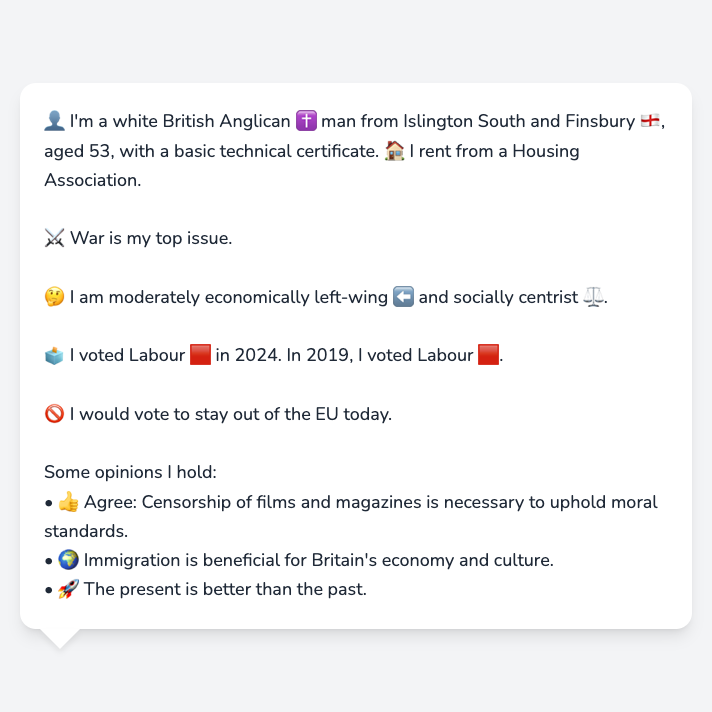 👤 I'm a white British Anglican ✝️ man from Islington South and Finsbury 🏴󠁧󠁢󠁥󠁮󠁧󠁿,
aged 53, with a basic technical certificate. 🏠 I rent from a Housing
Association.
⚔️ War is my top issue.
🤔 I am moderately economically left-wing ⬅️ and socially centrist ⚖️.
🗳️ I voted Labour 🟥 in 2024. In 2019, I voted Labour 🟥.
🚫 I would vote to stay out of the EU today.
Some opinions I hold:
• 👍 Agree: Censorship of films and magazines is necessary to uphold moral
standards.
• 🌍 Immigration is beneficial for Britain's economy and culture.
• 🚀 The present is better than the past.